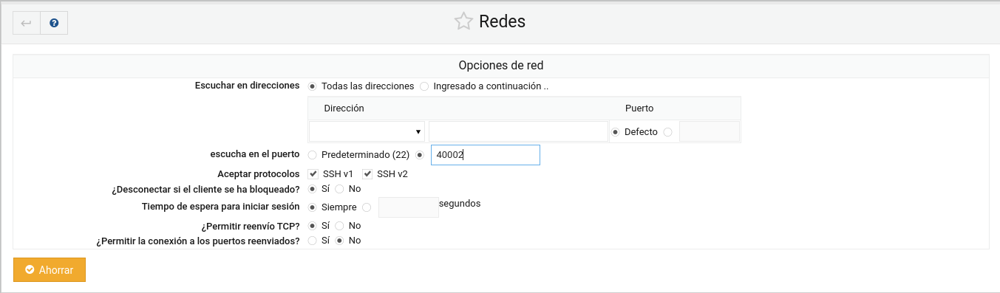 Redes
Opciones de red
Escuchar en direcciones Todas las direcciones Ingresado a continuación ..
Dirección Puerto
Defecto
escucha en el puerto Predeterminado (22) 40002
Aceptar protocolos SSH v1 SSH v2
¿Desconectar si el cliente se ha bloqueado? Sí No
Tiempo de espera para iniciar sesión Siempre segundos
¿Permitir reenvío TCP? Sí No
¿Permitir la conexión a los puertos reenviados? Sí No
Ahorrar